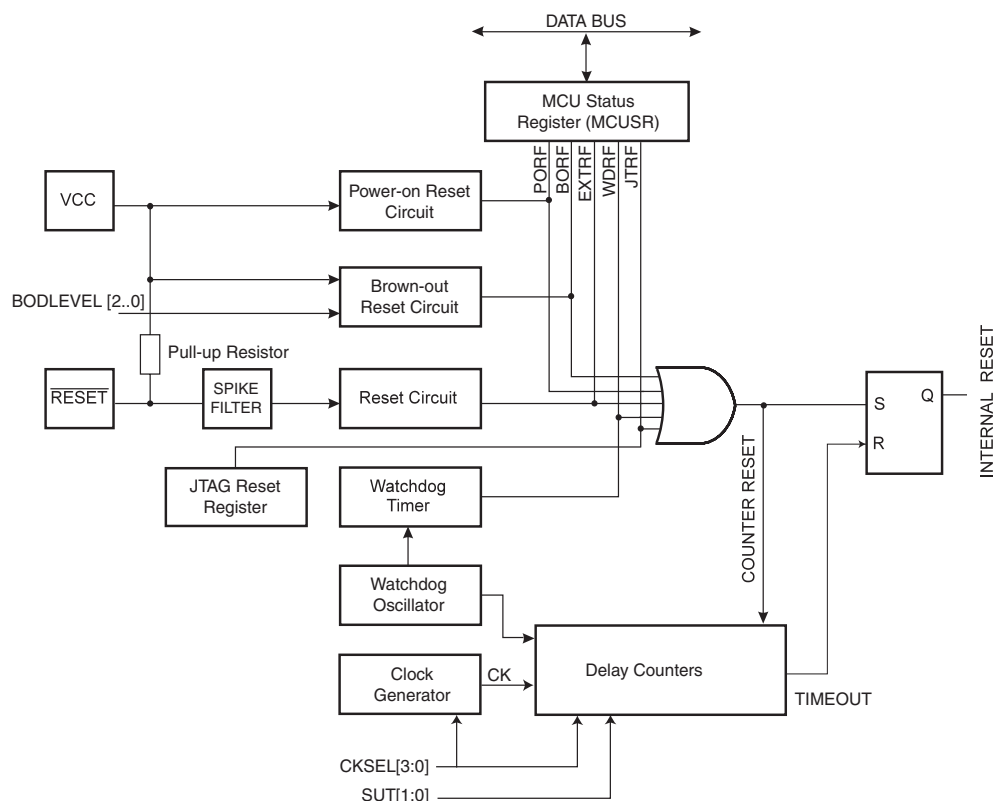 DATA BUS
MCU Status
Register (MCUSR)
PORF
BORF
EXTRF
WDRF
JTRF
VCC
Power-on Reset
Circuit
BODLEVEL [2..0]
Brown-out
Reset Circuit
Pull-up Resistor
RESET
SPIKE
FILTER
Reset Circuit
JTAG Reset
Register
Watchdog
Timer
S
Q
R
INTERNAL RESET
COUNTER RESET
Watchdog
Oscillator
Clock
Generator
CK
Delay Counters
TIMEOUT
CKSEL[3:0]
SUT[1:0]